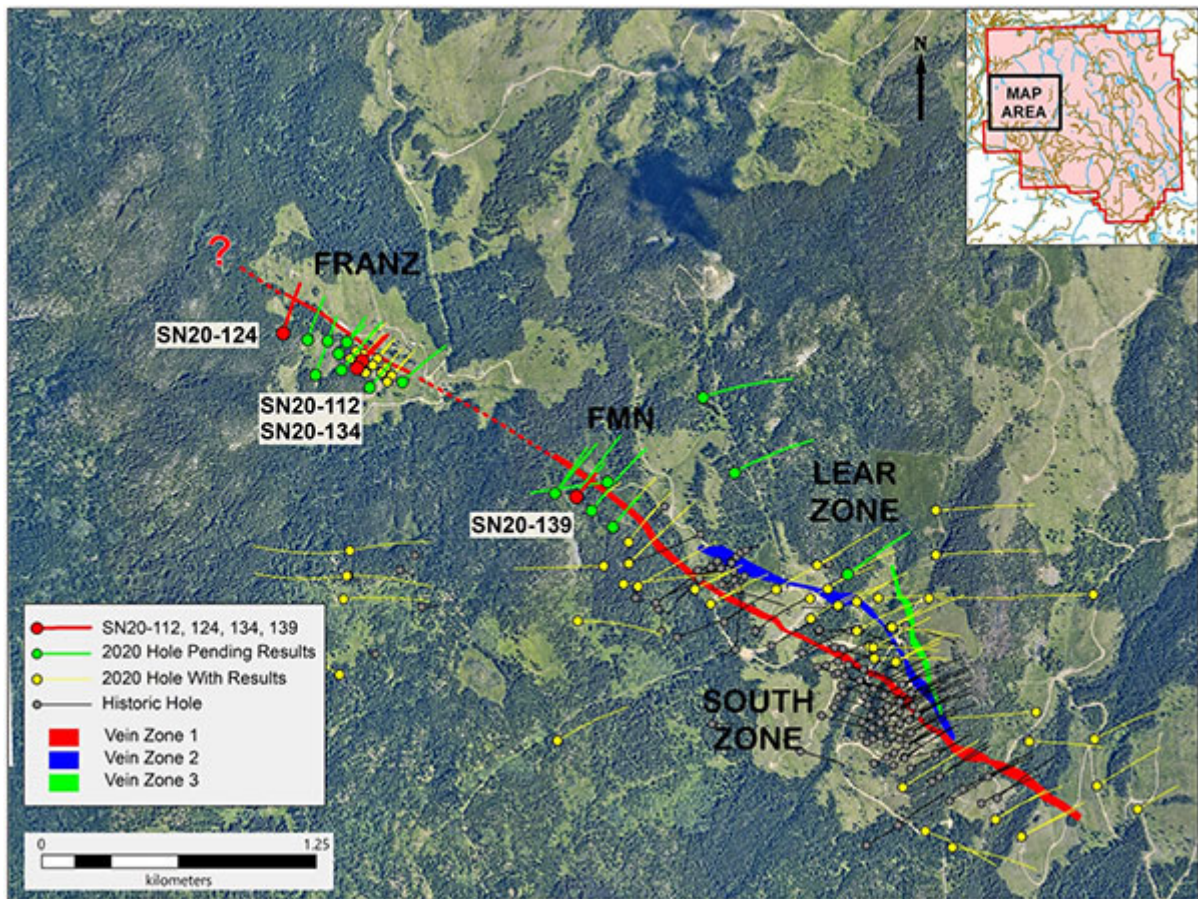 N
MAP
AREA
?
FRANZ
SN20-124
SN20-112
SN20-134
FMN
SN20-139
LEAR
ZONE
SOUTH
ZONE
SN20-112, 124, 134, 139
2020 Hole Pending Results
2020 Hole With Results
Historic Hole
Vein Zone 1
Vein Zone 2
Vein Zone 3
0
1.25
kilometers